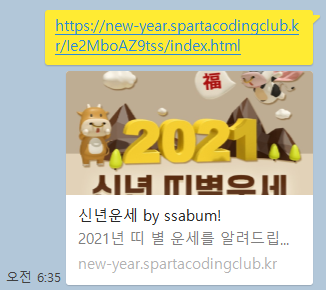 https://new-year.spartacodingclub.k
r/Ie2MboAZ9tss/index.html
福
2021
신년 띠별운세
신년운세 by ssabum!
2021년 띠 별 운세를 알려드립...
new-year.spartacodingclub.kr
오전 6:35